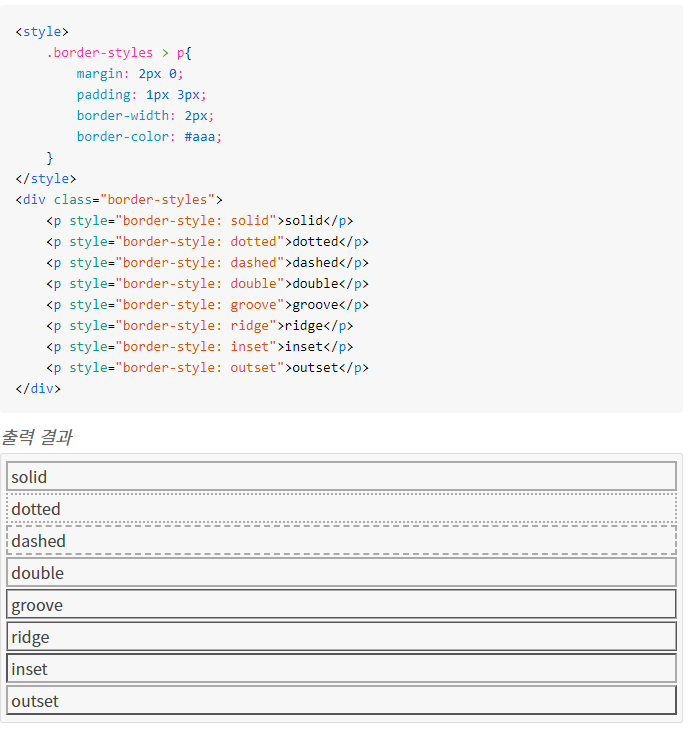 <style>
    .border-styles > p{
        margin: 2px 0;
        padding: 1px 3px;
        border-width: 2px;
        border-color: #aaa;
    }
</style>
<div class="border-styles">
    <p style="border-style: solid">solid</p>
    <p style="border-style: dotted">dotted</p>
    <p style="border-style: dashed">dashed</p>
    <p style="border-style: double">double</p>
    <p style="border-style: groove">groove</p>
    <p style="border-style: ridge">ridge</p>
    <p style="border-style: inset">inset</p>
    <p style="border-style: outset">outset</p>
</div>
출력 결과
solid
dotted
dashed
double
groove
ridge
inset
outset